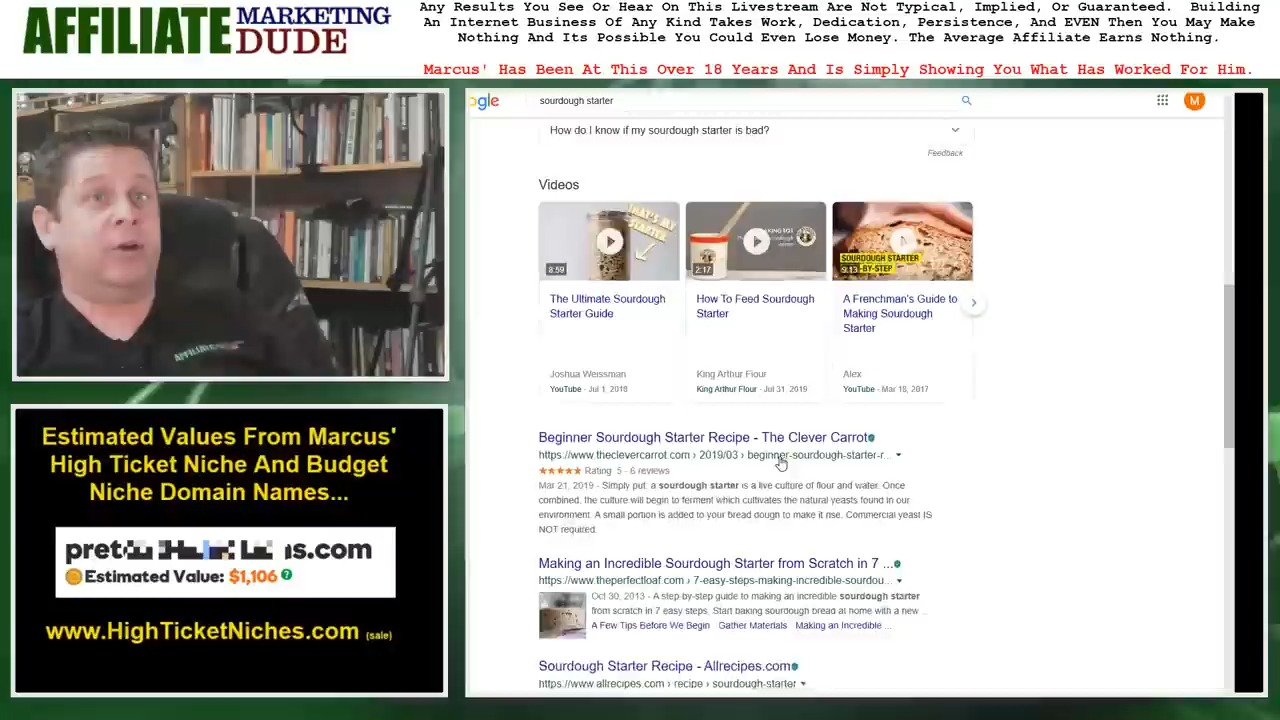 AFFILIATE MARKETING DUDE
Any Results You See or Hear On This Livestream Are Not Typical, Implied, Or Guaranteed. Building
An Internet Business Of Any Kind Takes Work, Dedication, Persistence, And EVEN Then You May Make
Nothing And Its Possible You Could Even Lose Money. The Average Affiliate Earns Nothing.
Marcus' Has Been At This Over 18 Years And Is Simply Showing You What Has Worked For Him.
ogle
sourdough starter
M
How do I know if my sourdough starter is bad?
Feedback
Videos
THAT'S MY
STARTER
8:59
2:17
SOURDOUGH STARTER
-BY-STEP
9:13
The Ultimate Sourdough
Starter Guide
Joshua Weissman
YouTube - Jul 1, 2018
How To Feed Sourdough
Starter
King Arthur Flour
King Arthur Flour - Jul 31, 2019
A Frenchman's Guide to
Making Sourdough
Starter
Alex
YouTube - Mar 18, 2017
Beginner Sourdough Starter Recipe - The Clever Carrot
https://www.theclevercarrot.com › 2019/03 › beginner-sourdough-starter-r...
Rating 5 - 6 reviews
Mar 21, 2019 - Simply put: a sourdough starter is a live culture of flour and water. Once
combined, the culture will begin to ferment which cultivates the natural yeasts found in our
environment. A small portion is added to your bread dough to make it rise. Commercial yeast IS
NOT required.
Making an Incredible Sourdough Starter from Scratch in 7 ...
https://www.theperfectloaf.com › 7-easy-steps-making-incredible-sourdou...
Oct 30, 2013 - A step-by-step guide to making an incredible sourdough starter
from scratch in 7 easy steps. Start baking sourdough bread at home with a new ...
A Few Tips Before We Begin Gather Materials Making an Incredible ...
Sourdough Starter Recipe - Allrecipes.com
https://www.allrecipes.com › recipe › sourdough-starter
Estimated Values From Marcus'
High Ticket Niche And Budget
Niche Domain Names...
Estimated Value: $1,106
www.HighTicketNiches.com (sale)